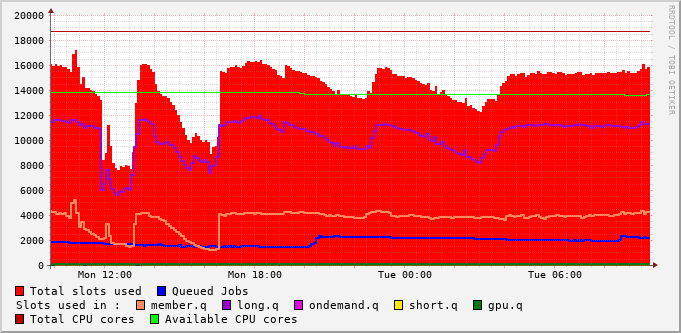 20000
18000
16000
14000
12000
10000
8000
6000
4000
2000
0
Mon 12:00 Mon 18:00 Tue 00:00 Tue 06:00
Total slots used Queued Jobs
Slots used in : member.q long.q ondemand.q short.q gpu.q
Total CPU cores Available CPU cores
RRDTOOL / TOBI OETIKER